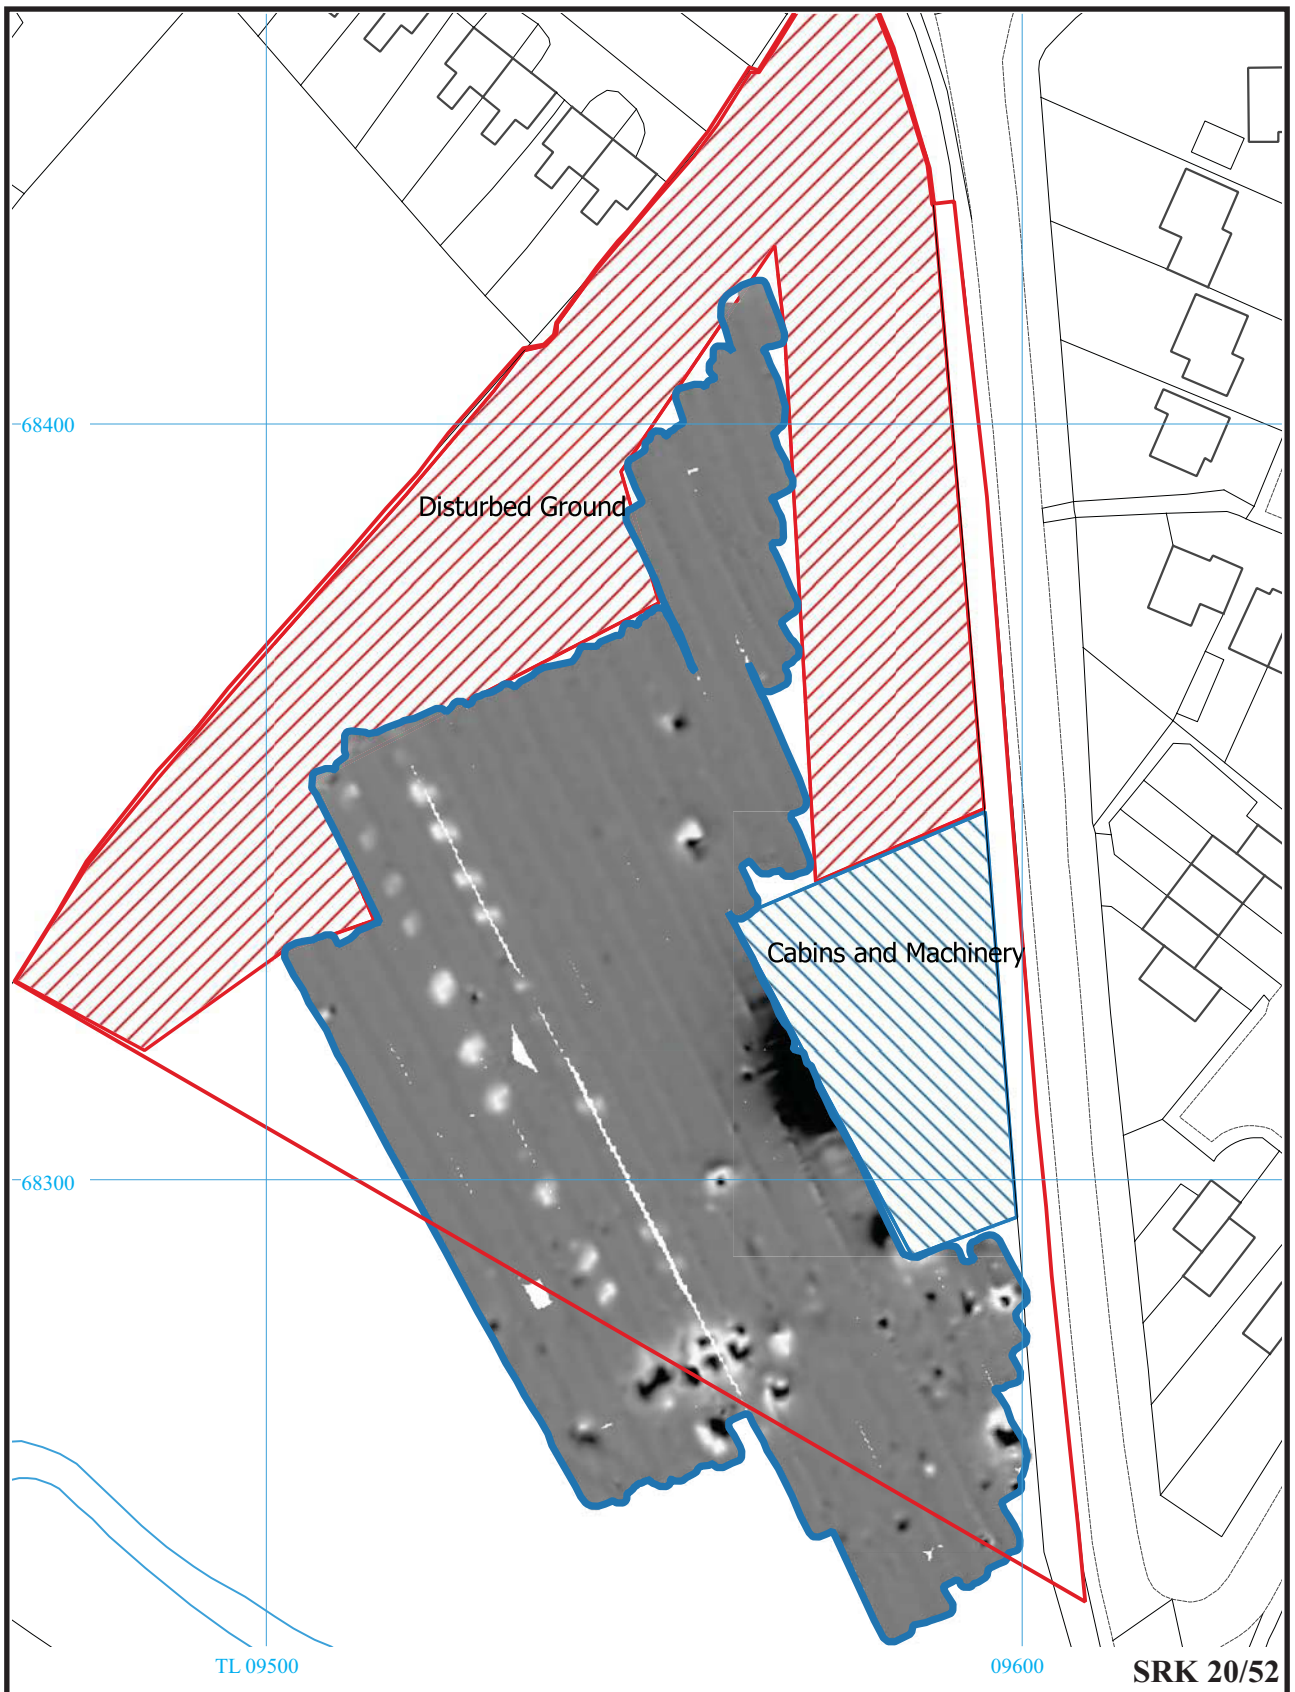 68400
Disturbed Ground
Cabins and Machinery
68300
TL 09500
09600
SRK 20/52